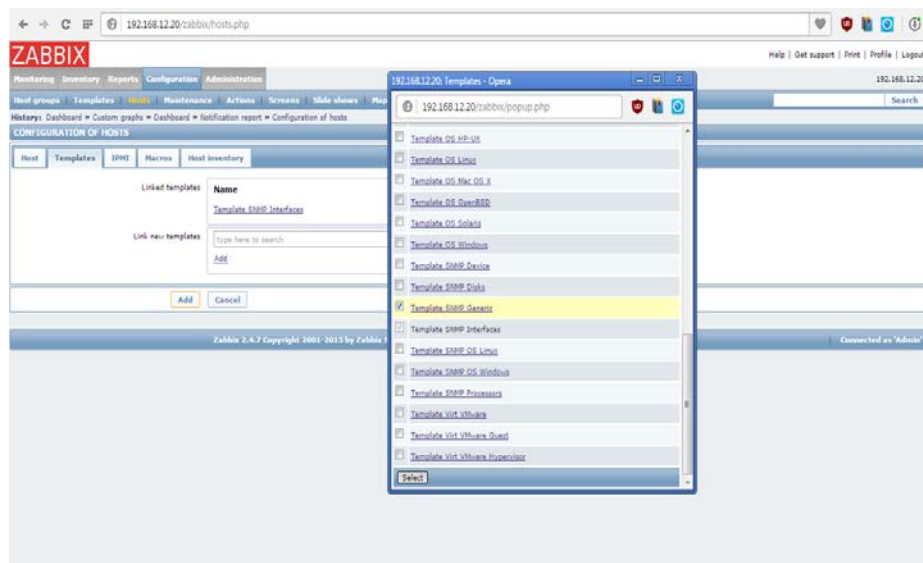 192.168.12.20/zabbix/hosts.php
ZABBIX
Help | Get support | Print | Profile | Logout
Monitoring Inventory Reports Configuration Administration
192.168.12.20
Host groups Templates Hosts Maintenance Actions Screens Slide shows Map
Search
History: Dashboard » Custom graphs » Dashboard » Notification report » Configuration of hosts
CONFIGURATION OF HOSTS
Host Templates IPMI Macros Host inventory
Linked templates
Name
Template SNMP Interfaces
Link new templates
type here to search
Add
Add Cancel
Zabbix 2.4.7 Copyright 2001-2015 by Zabbix S
Connected as 'Admin'
192.168.12.20: Templates - Opera
192.168.12.20/zabbix/popup.php
Template OS HP-UX
Template OS Linux
Template OS Mac OS X
Template OS OpenBSD
Template OS Solaris
Template OS Windows
Template SNMP Device
Template SNMP Disks
Template SNMP Generic
Template SNMP Interfaces
Template SNMP OS Linux
Template SNMP OS Windows
Template SNMP Processors
Template Virt VMware
Template Virt VMware Guest
Template Virt VMware Hypervisor
Select